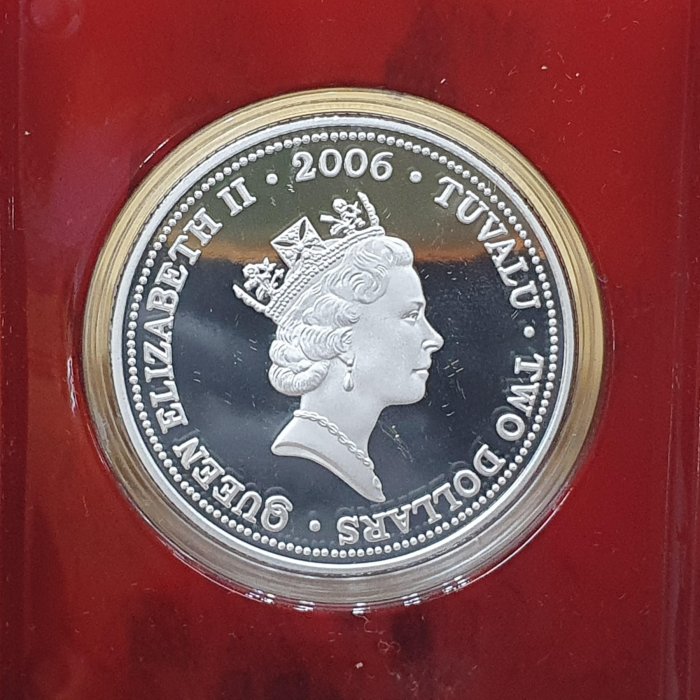 QUEEN ELIZABETH II • 2006 • TUVALU • TWO DOLLARS •